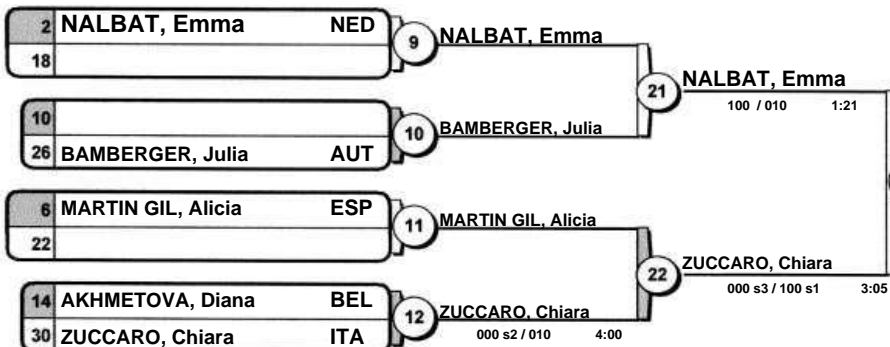 2 NALBAT, Emma NED
18
9
NALBAT, Emma
10
26 BAMBERGER, Julia AUT
10
BAMBERGER, Julia
21
NALBAT, Emma
100 / 010 1:21
6 MARTIN GIL, Alicia ESP
22
11
MARTIN GIL, Alicia
14 AKHMETOVA, Diana BEL
30 ZUCCARO, Chiara ITA
12
ZUCCARO, Chiara
000 s2 / 010 4:00
22
ZUCCARO, Chiara
000 s3 / 100 s1 3:05